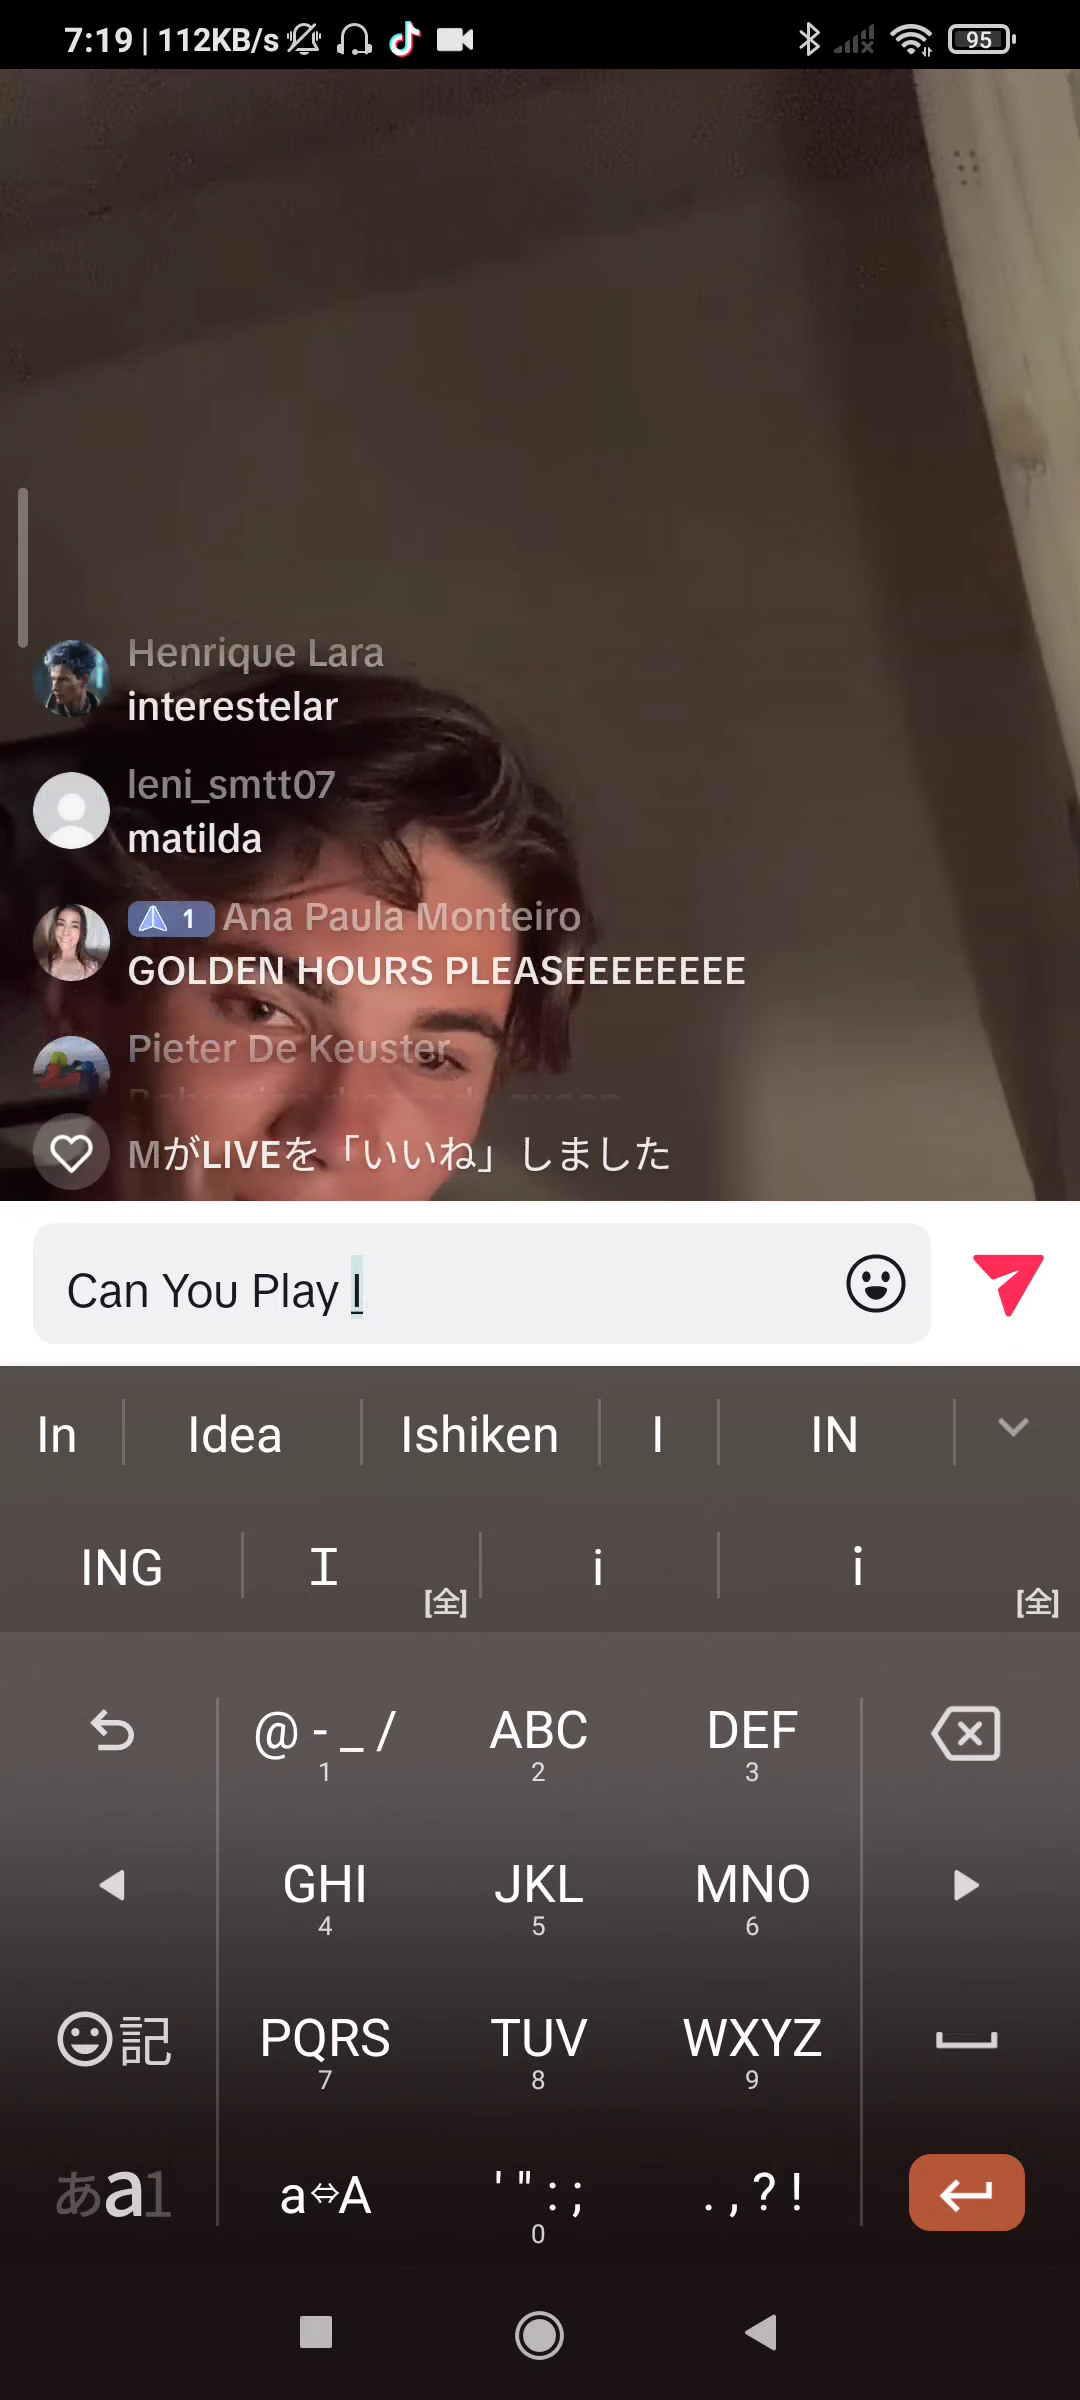 7:19 | 112KB/s
95
Henrique Lara
interestelar
leni_smtt07
matilda
1 Ana Paula Monteiro
GOLDEN HOURS PLEASEEEEEEEE
Pieter De Keuster
MがLIVEを「いいね」しました
Can You Play I
In Idea Ishiken I IN
ING I [全] i i [全]
@-_/ ABC DEF
1 2 3
GHI JKL MNO
4 5 6
記 PQRS TUV WXYZ
7 8 9
あa1 a⇔A '":; .,?!
0